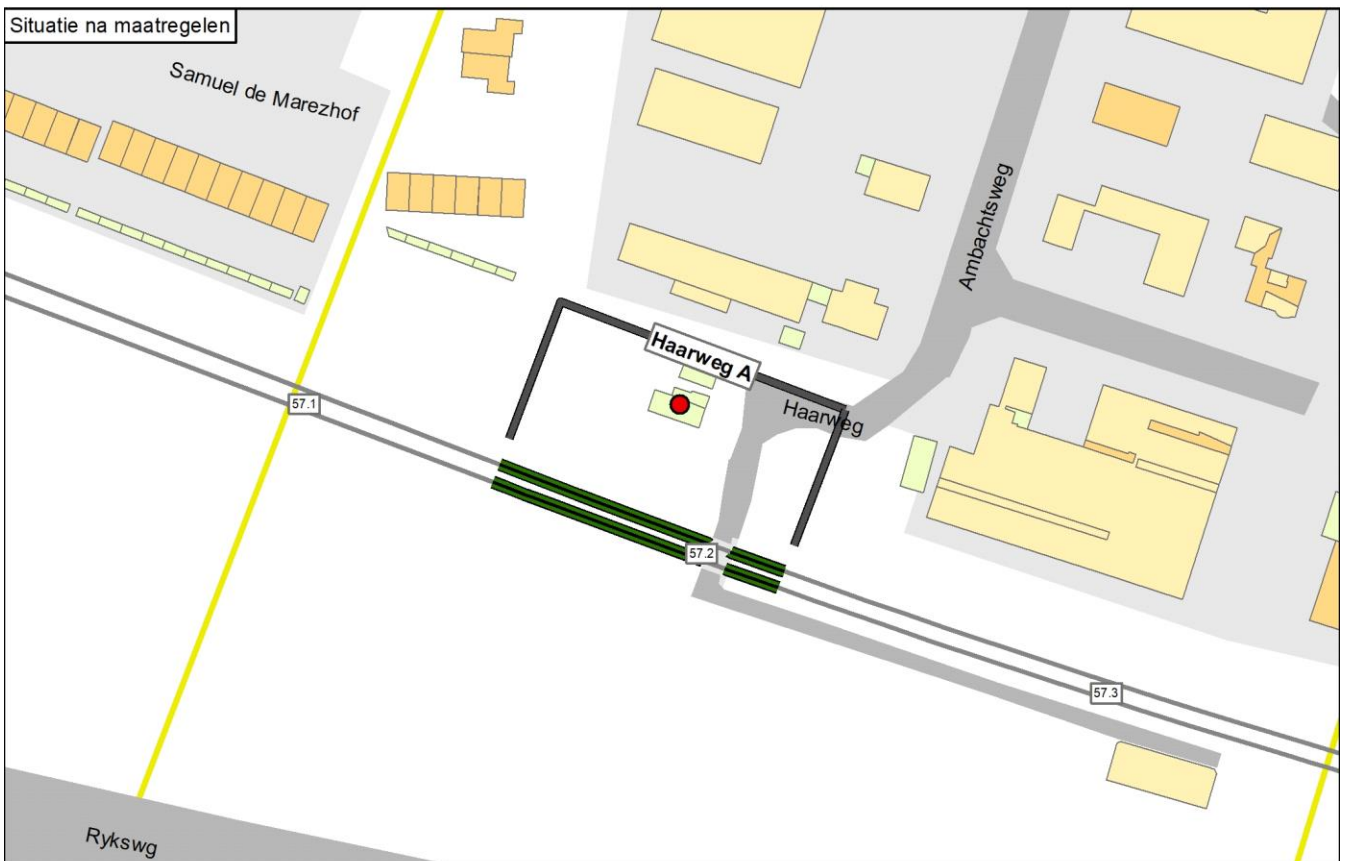 Situatie na maatregelen
Samuel de Marezhof
Ambachtsweg
Haarweg A
57.1
Haarweg
57.2
57.3
Rykswg